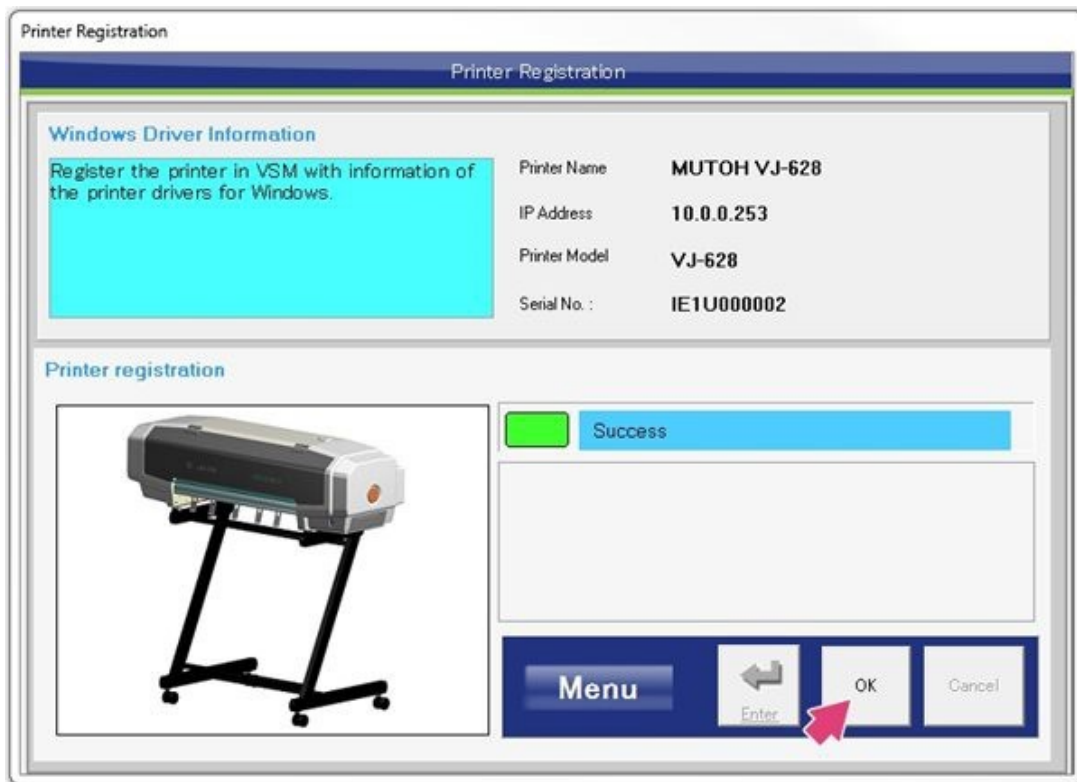 Printer Registration
Printer Registration
Windows Driver Information
Register the printer in VSM with information of
the printer drivers for Windows.
Printer Name MUTOH VJ-628
IP Address 10.0.0.253
Printer Model VJ-628
Serial No. : IE1U000002
Printer registration
Success
Menu
Enter
OK
Cancel